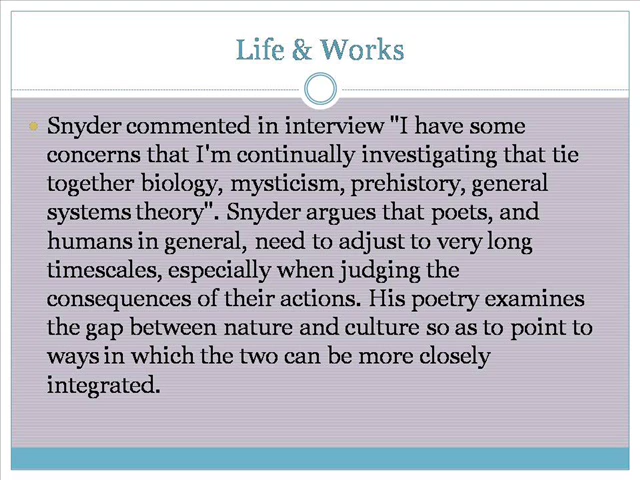 Life & Works
Snyder commented in interview "I have some
concerns that I'm continually investigating that tie
together biology, mysticism, prehistory, general
systems theory". Snyder argues that poets, and
humans in general, need to adjust to very long
timescales, especially when judging the
consequences of their actions. His poetry examines
the gap between nature and culture so as to point to
ways in which the two can be more closely
integrated.